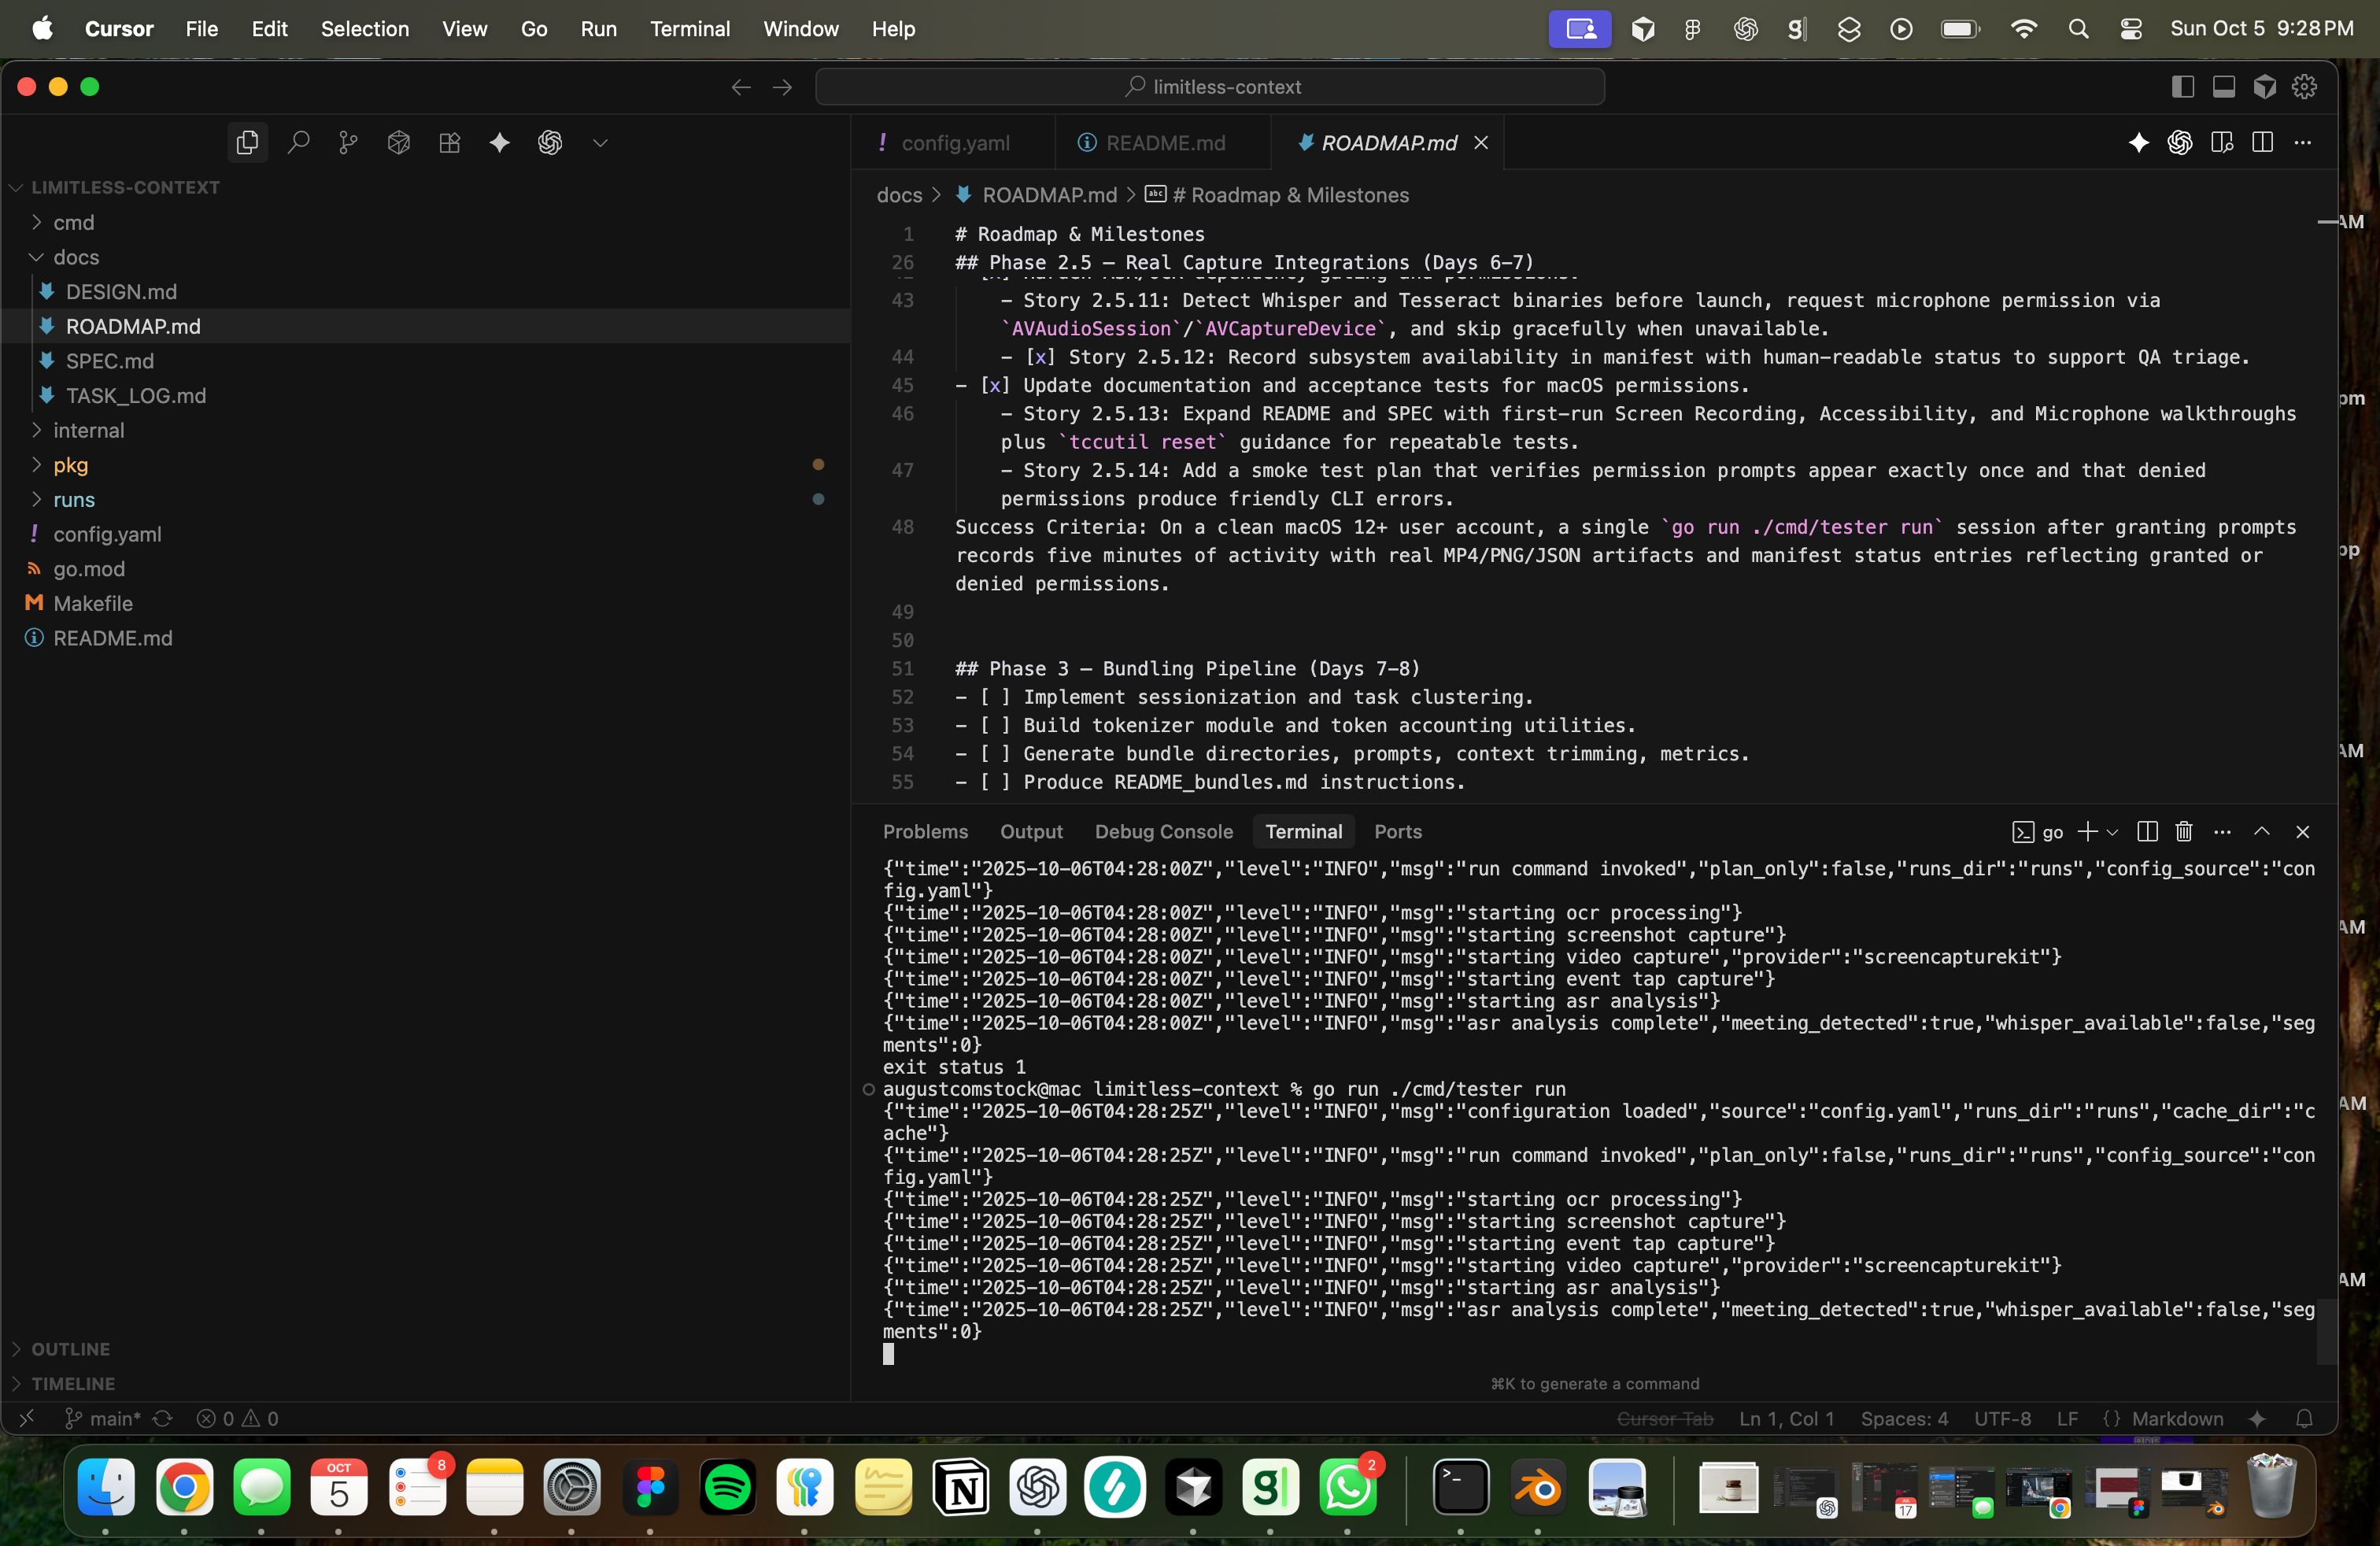 Cursor File Edit Selection View Go Run Terminal Window Help Sun Oct 5 9:28 PM
limitless-context
config.yaml README.md ROADMAP.md
LIMITLESS-CONTEXT
cmd
docs
DESIGN.md
ROADMAP.md
SPEC.md
TASK_LOG.md
internal
pkg
runs
config.yaml
go.mod
Makefile
README.md
OUTLINE
TIMELINE
docs > ROADMAP.md > # Roadmap & Milestones
1 # Roadmap & Milestones
26 ## Phase 2.5 — Real Capture Integrations (Days 6–7)
43 - Story 2.5.11: Detect Whisper and Tesseract binaries before launch, request microphone permission via
`AVAudioSession`/`AVCaptureDevice`, and skip gracefully when unavailable.
44 - [x] Story 2.5.12: Record subsystem availability in manifest with human-readable status to support QA triage.
45 - [x] Update documentation and acceptance tests for macOS permissions.
46 - Story 2.5.13: Expand README and SPEC with first-run Screen Recording, Accessibility, and Microphone walkthroughs
plus `tccutil reset` guidance for repeatable tests.
47 - Story 2.5.14: Add a smoke test plan that verifies permission prompts appear exactly once and that denied
permissions produce friendly CLI errors.
48 Success Criteria: On a clean macOS 12+ user account, a single `go run ./cmd/tester run` session after granting prompts
records five minutes of activity with real MP4/PNG/JSON artifacts and manifest status entries reflecting granted or
denied permissions.
49
50
51 ## Phase 3 — Bundling Pipeline (Days 7–8)
52 - [ ] Implement sessionization and task clustering.
53 - [ ] Build tokenizer module and token accounting utilities.
54 - [ ] Generate bundle directories, prompts, context trimming, metrics.
55 - [ ] Produce README_bundles.md instructions.
Problems Output Debug Console Terminal Ports go
{"time":"2025-10-06T04:28:00Z","level":"INFO","msg":"run command invoked","plan_only":false,"runs_dir":"runs","config_source":"con
fig.yaml"}
{"time":"2025-10-06T04:28:00Z","level":"INFO","msg":"starting ocr processing"}
{"time":"2025-10-06T04:28:00Z","level":"INFO","msg":"starting screenshot capture"}
{"time":"2025-10-06T04:28:00Z","level":"INFO","msg":"starting video capture","provider":"screencapturekit"}
{"time":"2025-10-06T04:28:00Z","level":"INFO","msg":"starting event tap capture"}
{"time":"2025-10-06T04:28:00Z","level":"INFO","msg":"starting asr analysis"}
{"time":"2025-10-06T04:28:00Z","level":"INFO","msg":"asr analysis complete","meeting_detected":true,"whisper_available":false,"seg
ments":0}
exit status 1
augustcomstock@mac limitless-context % go run ./cmd/tester run
{"time":"2025-10-06T04:28:25Z","level":"INFO","msg":"configuration loaded","source":"config.yaml","runs_dir":"runs","cache_dir":"c
ache"}
{"time":"2025-10-06T04:28:25Z","level":"INFO","msg":"run command invoked","plan_only":false,"runs_dir":"runs","config_source":"con
fig.yaml"}
{"time":"2025-10-06T04:28:25Z","level":"INFO","msg":"starting ocr processing"}
{"time":"2025-10-06T04:28:25Z","level":"INFO","msg":"starting screenshot capture"}
{"time":"2025-10-06T04:28:25Z","level":"INFO","msg":"starting event tap capture"}
{"time":"2025-10-06T04:28:25Z","level":"INFO","msg":"starting video capture","provider":"screencapturekit"}
{"time":"2025-10-06T04:28:25Z","level":"INFO","msg":"starting asr analysis"}
{"time":"2025-10-06T04:28:25Z","level":"INFO","msg":"asr analysis complete","meeting_detected":true,"whisper_available":false,"seg
ments":0}
⌘K to generate a command
main* 0 0 Cursor Tab Ln 1, Col 1 Spaces: 4 UTF-8 LF {} Markdown
AM
pm
pp
AM
AM
AM
AM
OCT
5
8
2
17